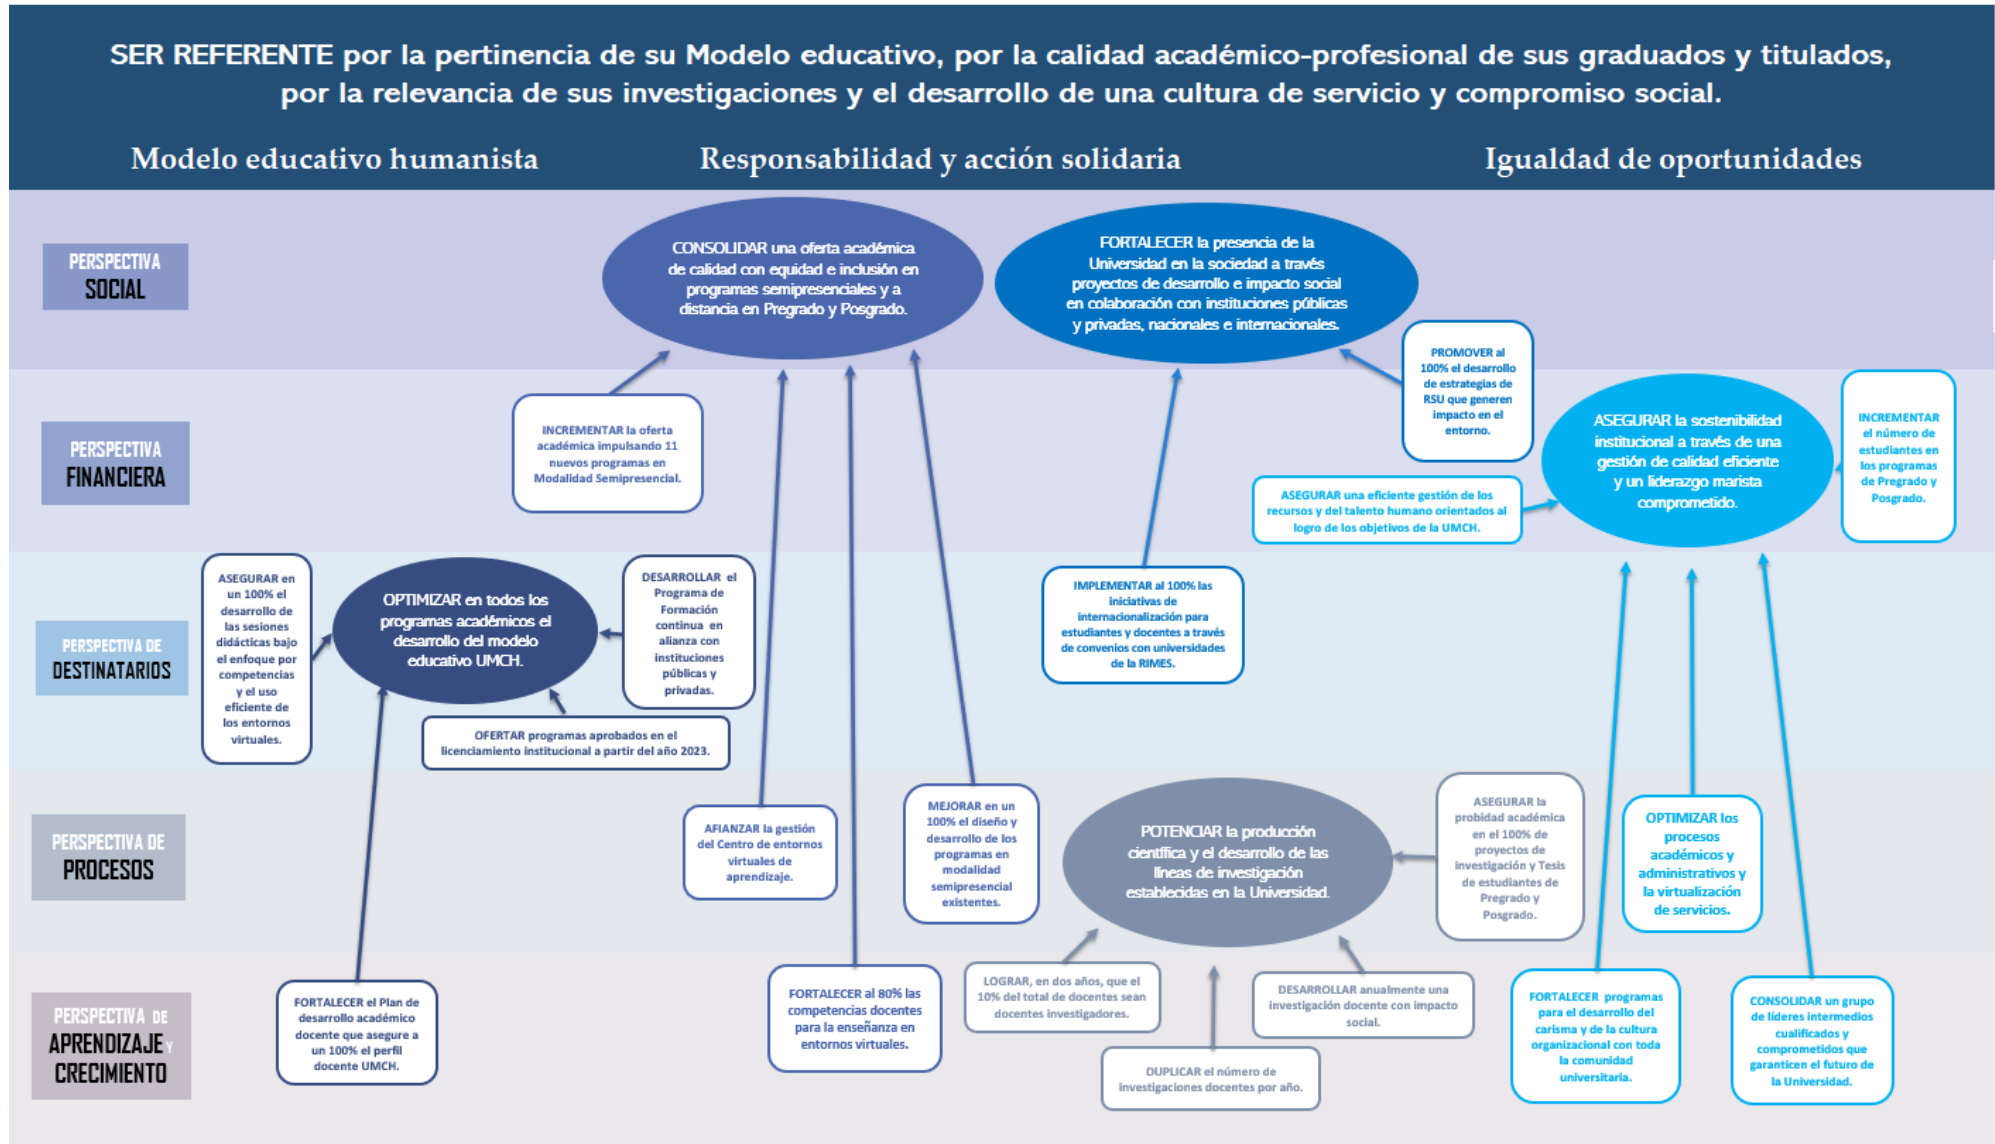 SER REFERENTE por la pertinencia de su Modelo educativo, por la calidad académico-profesional de sus graduados y titulados,
por la relevancia de sus investigaciones y el desarrollo de una cultura de servicio y compromiso social.
Modelo educativo humanista
Responsabilidad y acción solidaria
Igualdad de oportunidades
PERSPECTIVA
SOCIAL
CONSOLIDAR una oferta académica
de calidad con equidad e inclusión en
programas semipresenciales y a
distancia en Pregrado y Posgrado.
FORTALECER la presencia de la
Universidad en la sociedad a través
proyectos de desarrollo e impacto social
en colaboración con instituciones públicas
y privadas, nacionales e internacionales.
PROMOVER al
100% el desarrollo
de estrategias de
RSU que generen
impacto en el
entorno.
PERSPECTIVA
FINANCIERA
INCREMENTAR la oferta
académica impulsando 11
nuevos programas en
Modalidad Semipresencial.
ASEGURAR una eficiente gestión de los
recursos y del talento humano orientados al
logro de los objetivos de la UMCH.
ASEGURAR la sostenibilidad
institucional a través de una
gestión de calidad eficiente
y un liderazgo marista
comprometido.
INCREMENTAR
el número de
estudiantes en
los programas
de Pregrado y
Posgrado.
PERSPECTIVA DE
DESTINATARIOS
ASEGURAR en
un 100% el
desarrollo de
las sesiones
didácticas bajo
el enfoque por
competencias
y el uso
eficiente de
los entornos
virtuales.
OPTIMIZAR en todos los
programas académicos el
desarrollo del modelo
educativo UMCH.
DESARROLLAR el
Programa de
Formación
continua en
alianza con
instituciones
públicas y
privadas.
OFERTAR programas aprobados en el
licenciamiento institucional a partir del año 2023.
IMPLEMENTAR al 100% las
iniciativas de
internacionalización para
estudiantes y docentes a través
de convenios con universidades
de la RIMES.
PERSPECTIVA DE
PROCESOS
AFIANZAR la gestión
del Centro de entornos
virtuales de
aprendizaje.
MEJORAR en un
100% el diseño y
desarrollo de los
programas en
modalidad
semipresencial
existentes.
POTENCIAR la producción
científica y el desarrollo de las
líneas de investigación
establecidas en la Universidad.
ASEGURAR la
probidad académica
en el 100% de
proyectos de
investigación y Tesis
de estudiantes de
Pregrado y
Posgrado.
OPTIMIZAR los
procesos
académicos y
administrativos y
la virtualización
de servicios.
PERSPECTIVA DE
APRENDIZAJE Y
CRECIMIENTO
FORTALECER el Plan de
desarrollo académico
docente que asegure a
un 100% el perfil
docente UMCH.
FORTALECER al 80% las
competencias docentes
para la enseñanza en
entornos virtuales.
LOGRAR, en dos años, que el
10% del total de docentes sean
docentes investigadores.
DUPLICAR el número de
investigaciones docentes por año.
DESARROLLAR anualmente una
investigación docente con impacto
social.
FORTALECER programas
para el desarrollo del
carisma y de la cultura
organizacional con toda
la comunidad
universitaria.
CONSOLIDAR un grupo
de líderes intermedios
cualificados y
comprometidos que
garanticen el futuro de
la Universidad.